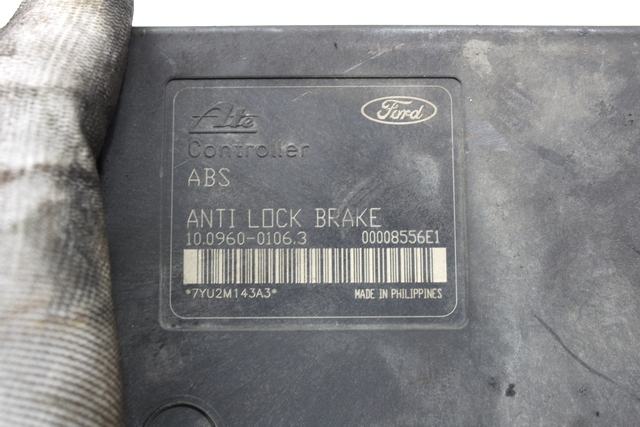 Ate
Ford
Controller
ABS
ANTI LOCK BRAKE
10.0960-0106.3 00008556E1
*7YU2M143A3* MADE IN PHILIPPINES